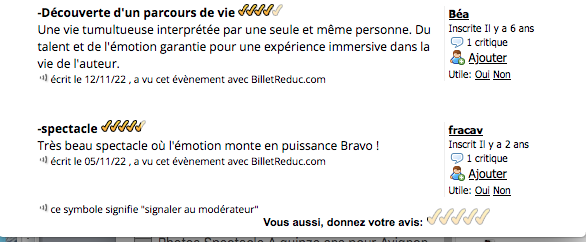 -Découverte d'un parcours de vie
Une vie tumultueuse interprétée par une seule et même personne. Du
talent et de l'émotion garantie pour une expérience immersive dans la
vie de l'auteur.
écrit le 12/11/22 , a vu cet évènement avec BilletReduc.com
Béa
Inscrite Il y a 6 ans
1 critique
Ajouter
Utile: Oui Non
-spectacle
Très beau spectacle où l'émotion monte en puissance Bravo !
écrit le 05/11/22 , a vu cet évènement avec BilletReduc.com
fracav
Inscrit Il y a 2 ans
1 critique
Ajouter
Utile: Oui Non
ce symbole signifie "signaler au modérateur"
Vous aussi, donnez votre avis: